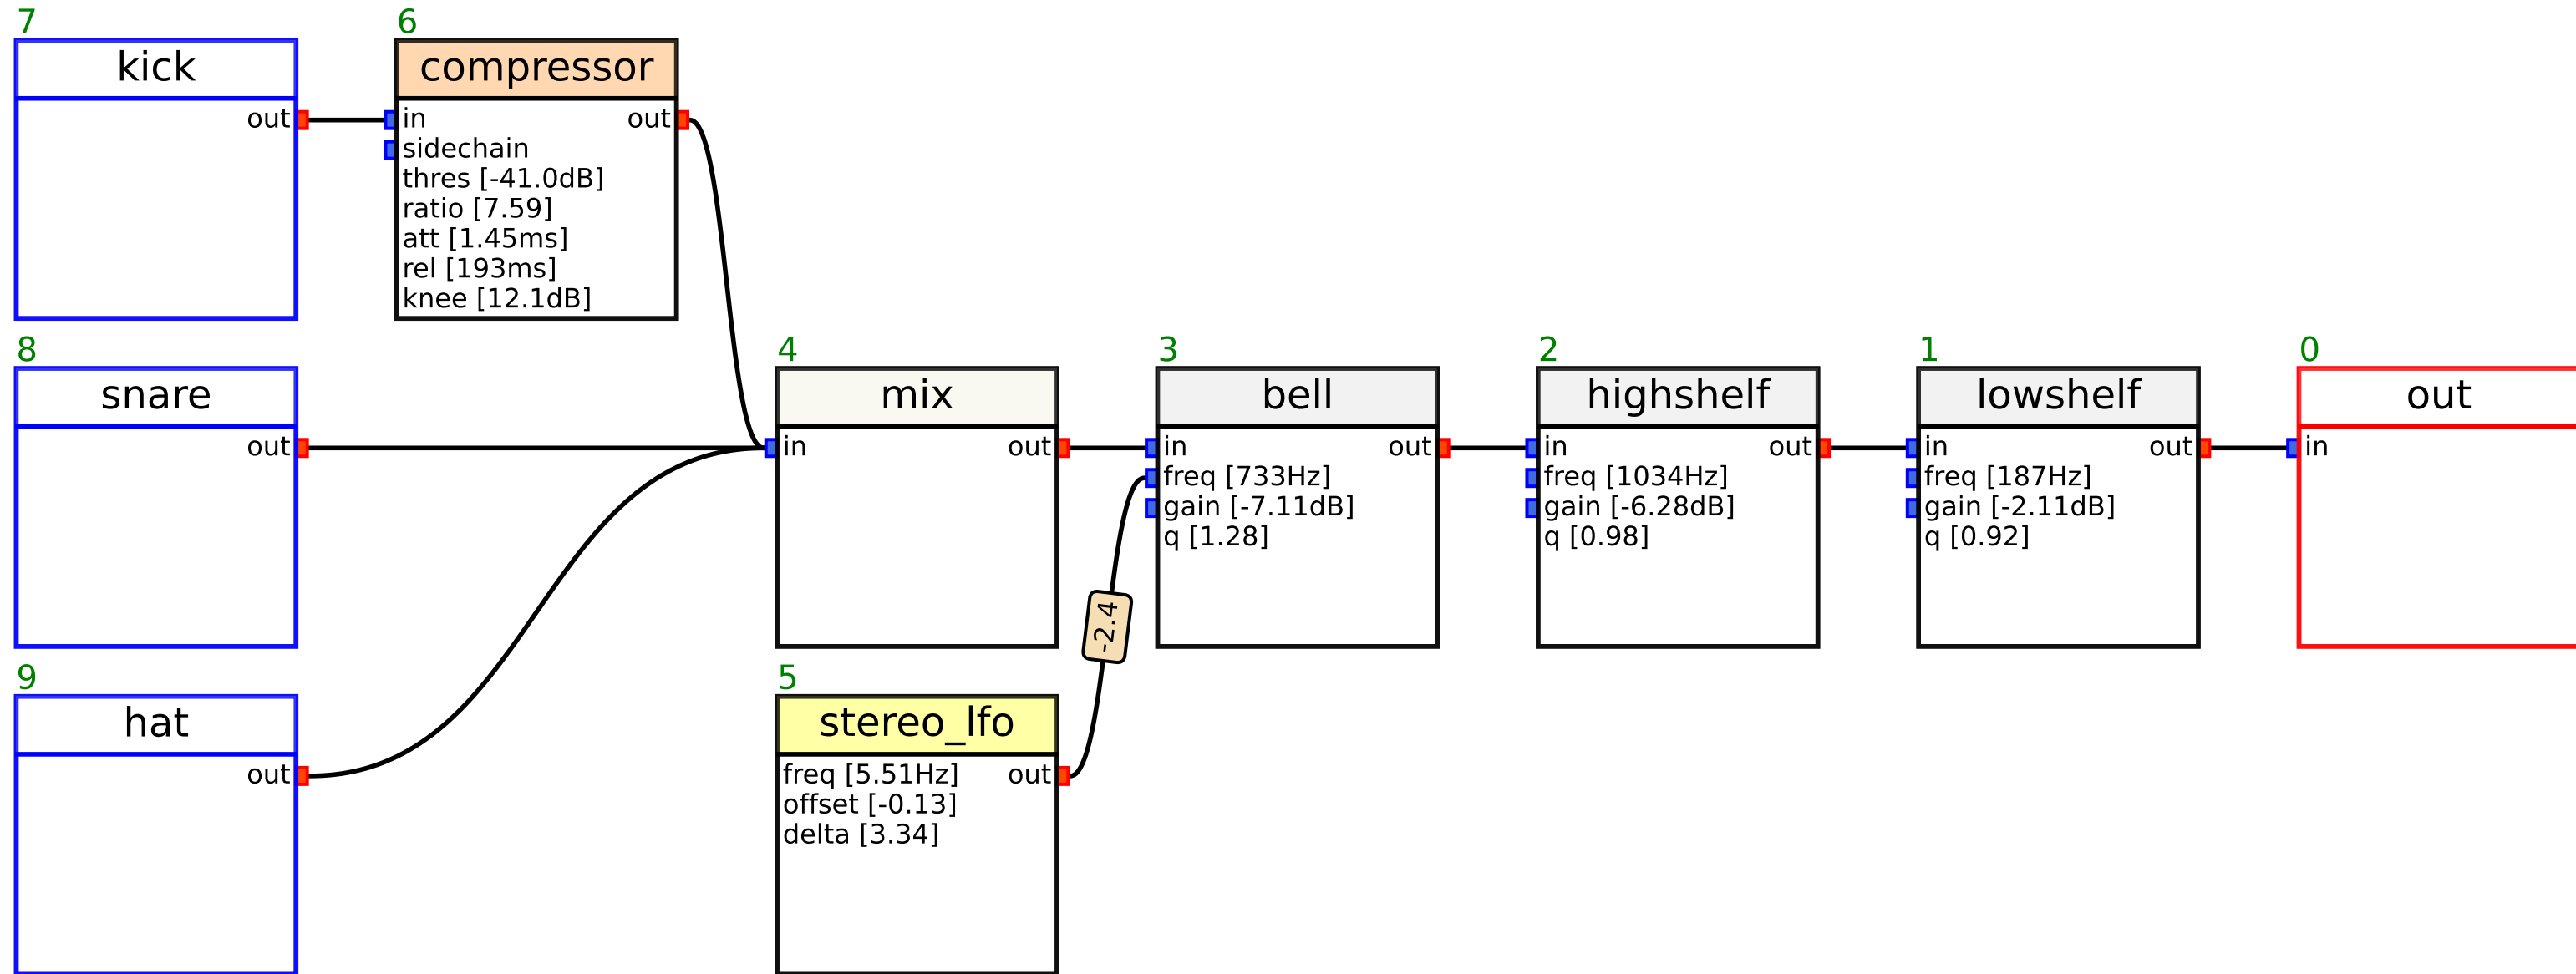 7
kick
out
6
compressor
in
out
sidechain
thres [-41.0dB]
ratio [7.59]
att [1.45ms]
rel [193ms]
knee [12.1dB]
8
snare
out
4
mix
in
out
3
bell
in
out
freq [733Hz]
gain [-7.11dB]
q [1.28]
2
highshelf
in
out
freq [1034Hz]
gain [-6.28dB]
q [0.98]
1
lowshelf
in
out
freq [187Hz]
gain [-2.11dB]
q [0.92]
0
out
in
-2.4
9
hat
out
5
stereo_lfo
freq [5.51Hz]
out
offset [-0.13]
delta [3.34]